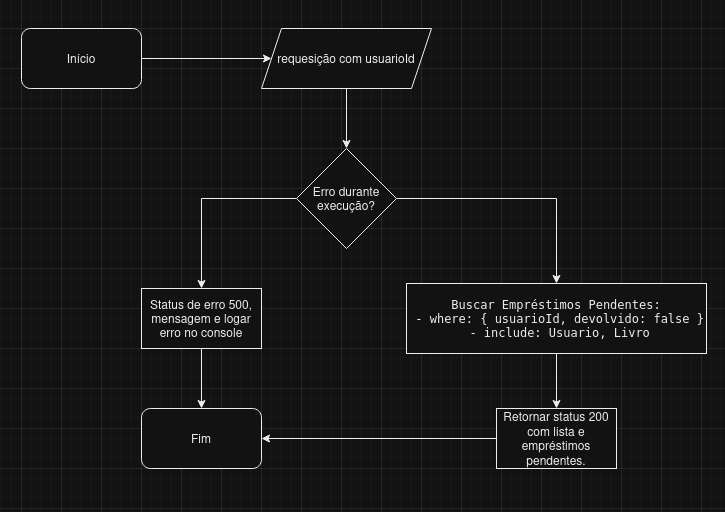 Início
requesição com usuarioId
Erro durante
execução?
Status de erro 500,
mensagem e logar
erro no console
Buscar Empréstimos Pendentes:
- where: { usuarioId, devolvido: false }
- include: Usuario, Livro
Fim
Retornar status 200
com lista e
empréstimos
pendentes.